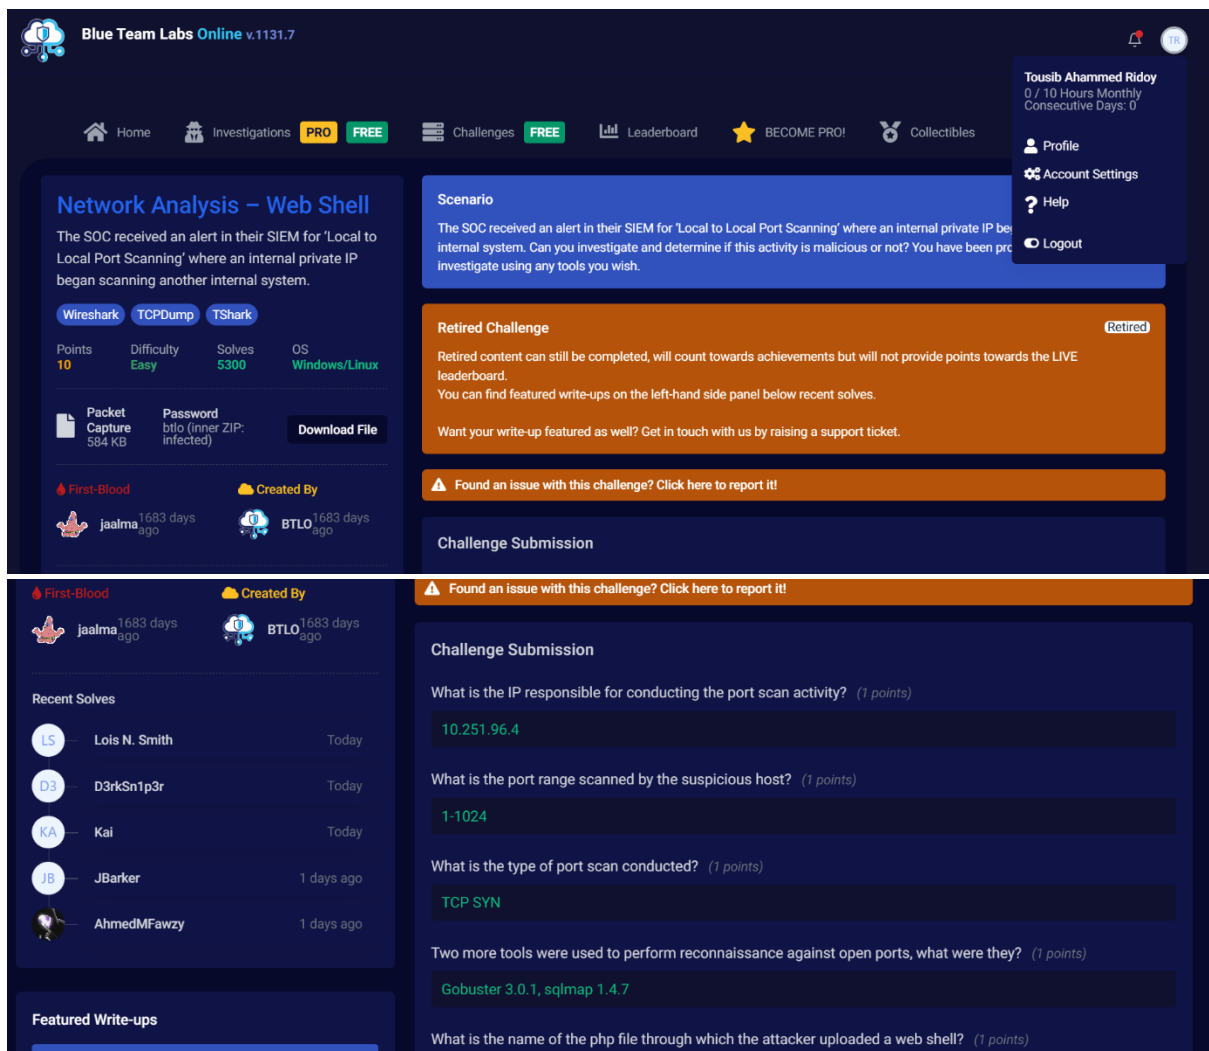 Blue Team Labs Online v.1131.7
TR
Tousib Ahammed Ridoy
0 / 10 Hours Monthly
Consecutive Days: 0
Profile
Account Settings
Help
Logout
Home
Investigations PRO FREE
Challenges FREE
Leaderboard
BECOME PRO!
Collectibles
Network Analysis – Web Shell
The SOC received an alert in their SIEM for ‘Local to
Local Port Scanning’ where an internal private IP
began scanning another internal system.
Wireshark TCPDump TShark
Points Difficulty Solves OS
10 Easy 5300 Windows/Linux
Packet
Capture
584 KB
Password
btlo (inner ZIP:
infected)
Download File
First-Blood
jaalma 1683 days
ago
Created By
BTLO 1683 days
ago
Scenario
The SOC received an alert in their SIEM for ‘Local to Local Port Scanning’ where an internal private IP be
internal system. Can you investigate and determine if this activity is malicious or not? You have been pro
investigate using any tools you wish.
Retired Challenge
Retired
Retired content can still be completed, will count towards achievements but will not provide points towards the LIVE
leaderboard.
You can find featured write-ups on the left-hand side panel below recent solves.
Want your write-up featured as well? Get in touch with us by raising a support ticket.
Found an issue with this challenge? Click here to report it!
Challenge Submission
First-Blood
jaalma 1683 days
ago
Created By
BTLO 1683 days
ago
Recent Solves
LS Lois N. Smith Today
D3 D3rkSn1p3r Today
KA Kai Today
JB JBarker 1 days ago
AhmedMFawzy 1 days ago
Featured Write-ups
Found an issue with this challenge? Click here to report it!
Challenge Submission
What is the IP responsible for conducting the port scan activity? (1 points)
10.251.96.4
What is the port range scanned by the suspicious host? (1 points)
1-1024
What is the type of port scan conducted? (1 points)
TCP SYN
Two more tools were used to perform reconnaissance against open ports, what were they? (1 points)
Gobuster 3.0.1, sqlmap 1.4.7
What is the name of the php file through which the attacker uploaded a web shell? (1 points)